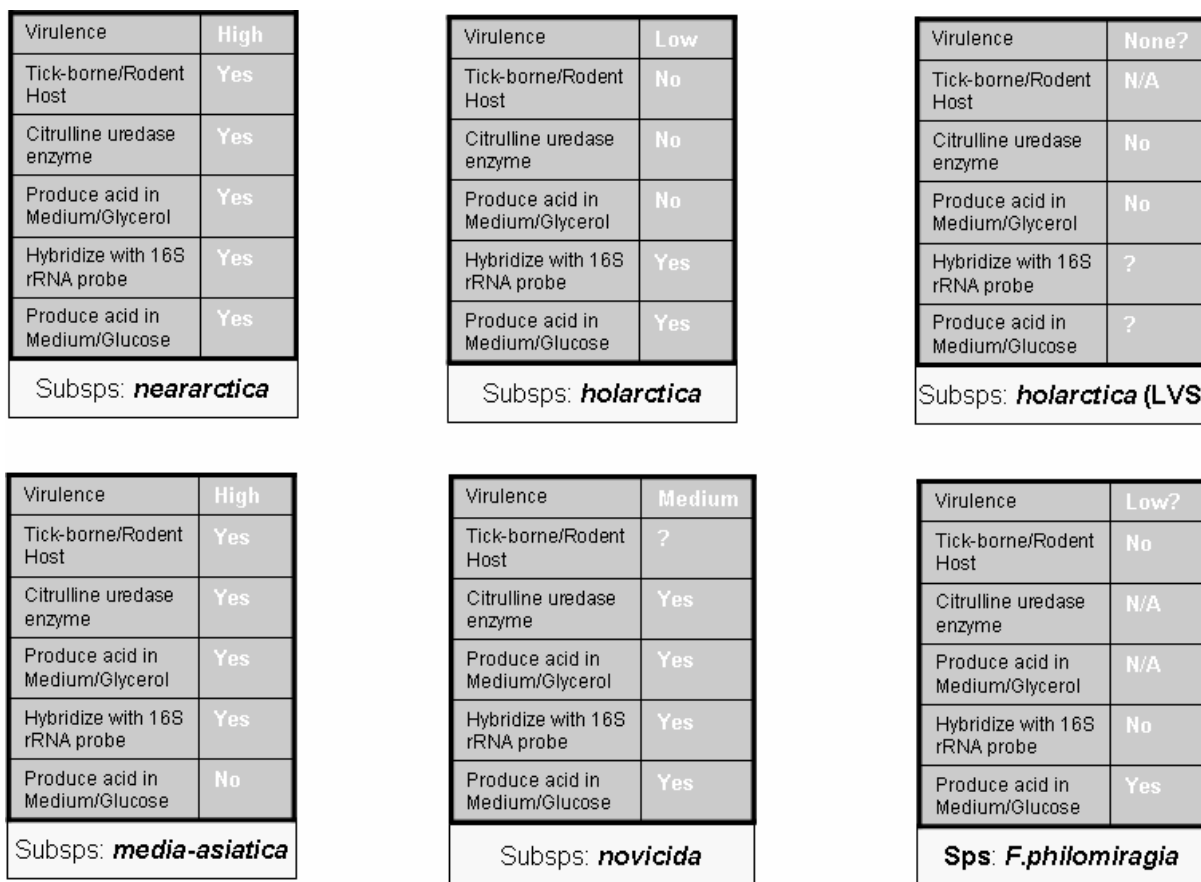 Virulence High
Tick-borne/Rodent Yes
Host
Citrulline uredase Yes
enzyme
Produce acid in Yes
Medium/Glycerol
Hybridize with 16S Yes
rRNA probe
Produce acid in Yes
Medium/Glucose
Subsps: neararctica
Virulence Low
Tick-borne/Rodent No
Host
Citrulline uredase No
enzyme
Produce acid in No
Medium/Glycerol
Hybridize with 16S Yes
rRNA probe
Produce acid in Yes
Medium/Glucose
Subsps: holarctica
Virulence None?
Tick-borne/Rodent N/A
Host
Citrulline uredase No
enzyme
Produce acid in No
Medium/Glycerol
Hybridize with 16S ?
rRNA probe
Produce acid in ?
Medium/Glucose
Subsps: holarctica (LVS
Virulence High
Tick-borne/Rodent Yes
Host
Citrulline uredase Yes
enzyme
Produce acid in Yes
Medium/Glycerol
Hybridize with 16S Yes
rRNA probe
Produce acid in No
Medium/Glucose
Subsps: media-asiatica
Virulence Medium
Tick-borne/Rodent ?
Host
Citrulline uredase Yes
enzyme
Produce acid in Yes
Medium/Glycerol
Hybridize with 16S Yes
rRNA probe
Produce acid in Yes
Medium/Glucose
Subsps: novicida
Virulence Low?
Tick-borne/Rodent No
Host
Citrulline uredase N/A
enzyme
Produce acid in N/A
Medium/Glycerol
Hybridize with 16S No
rRNA probe
Produce acid in Yes
Medium/Glucose
Sps: F.philomiragia